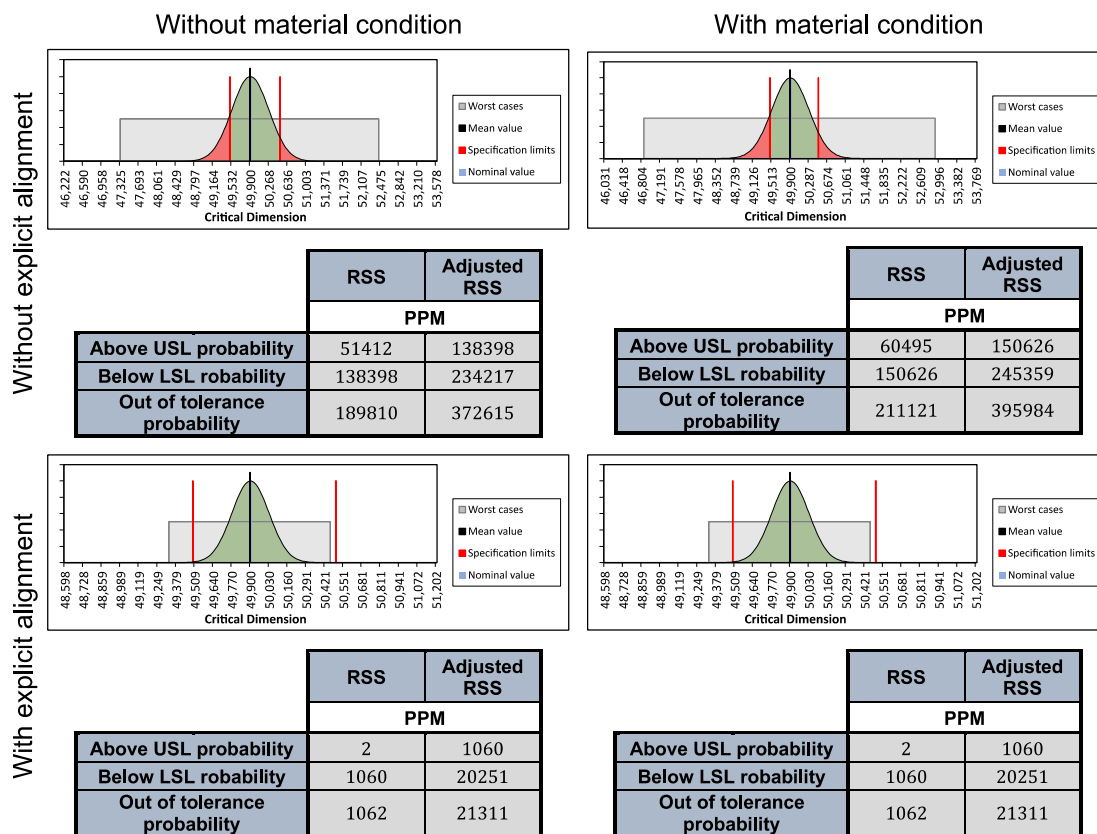 Without material condition
With material condition
Without explicit alignment
Worst cases
Mean value
Specification limits
Nominal value
46,222 46,590 46,958 47,325 47,693 48,061 48,429 48,797 49,164 49,532 49,900 50,268 50,636 51,003 51,371 51,739 52,107 52,475 52,842 53,210 53,578
Critical Dimension
Worst cases
Mean value
Specification limits
Nominal value
46,031 46,418 46,804 47,191 47,578 47,965 48,352 48,739 49,126 49,513 49,900 50,287 50,674 51,061 51,448 51,835 52,222 52,609 52,996 53,382 53,769
Critical Dimension
RSS Adjusted RSS
PPM
Above USL probability 51412 138398
Below LSL robability 138398 234217
Out of tolerance probability 189810 372615
RSS Adjusted RSS
PPM
Above USL probability 60495 150626
Below LSL robability 150626 245359
Out of tolerance probability 211121 395984
With explicit alignment
Worst cases
Mean value
Specification limits
Nominal value
48,598 48,728 48,859 48,989 49,119 49,249 49,379 49,509 49,640 49,770 49,900 50,030 50,160 50,291 50,421 50,551 50,681 50,811 50,941 51,072 51,202
Critical Dimension
Worst cases
Mean value
Specification limits
Nominal value
48,598 48,728 48,859 48,989 49,119 49,249 49,379 49,509 49,640 49,770 49,900 50,030 50,160 50,291 50,421 50,551 50,681 50,811 50,941 51,072 51,202
Critical Dimension
RSS Adjusted RSS
PPM
Above USL probability 2 1060
Below LSL robability 1060 20251
Out of tolerance probability 1062 21311
RSS Adjusted RSS
PPM
Above USL probability 2 1060
Below LSL robability 1060 20251
Out of tolerance probability 1062 21311